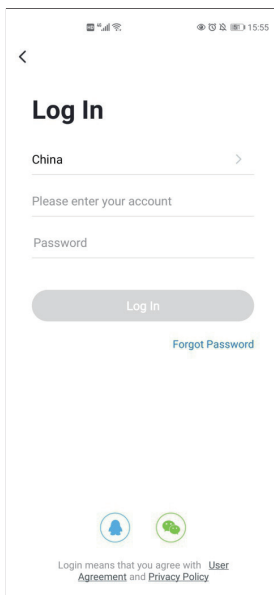 15:55
Log In
China
Please enter your account
Password
Log In
Forgot Password
Login means that you agree with User
Agreement and Privacy Policy